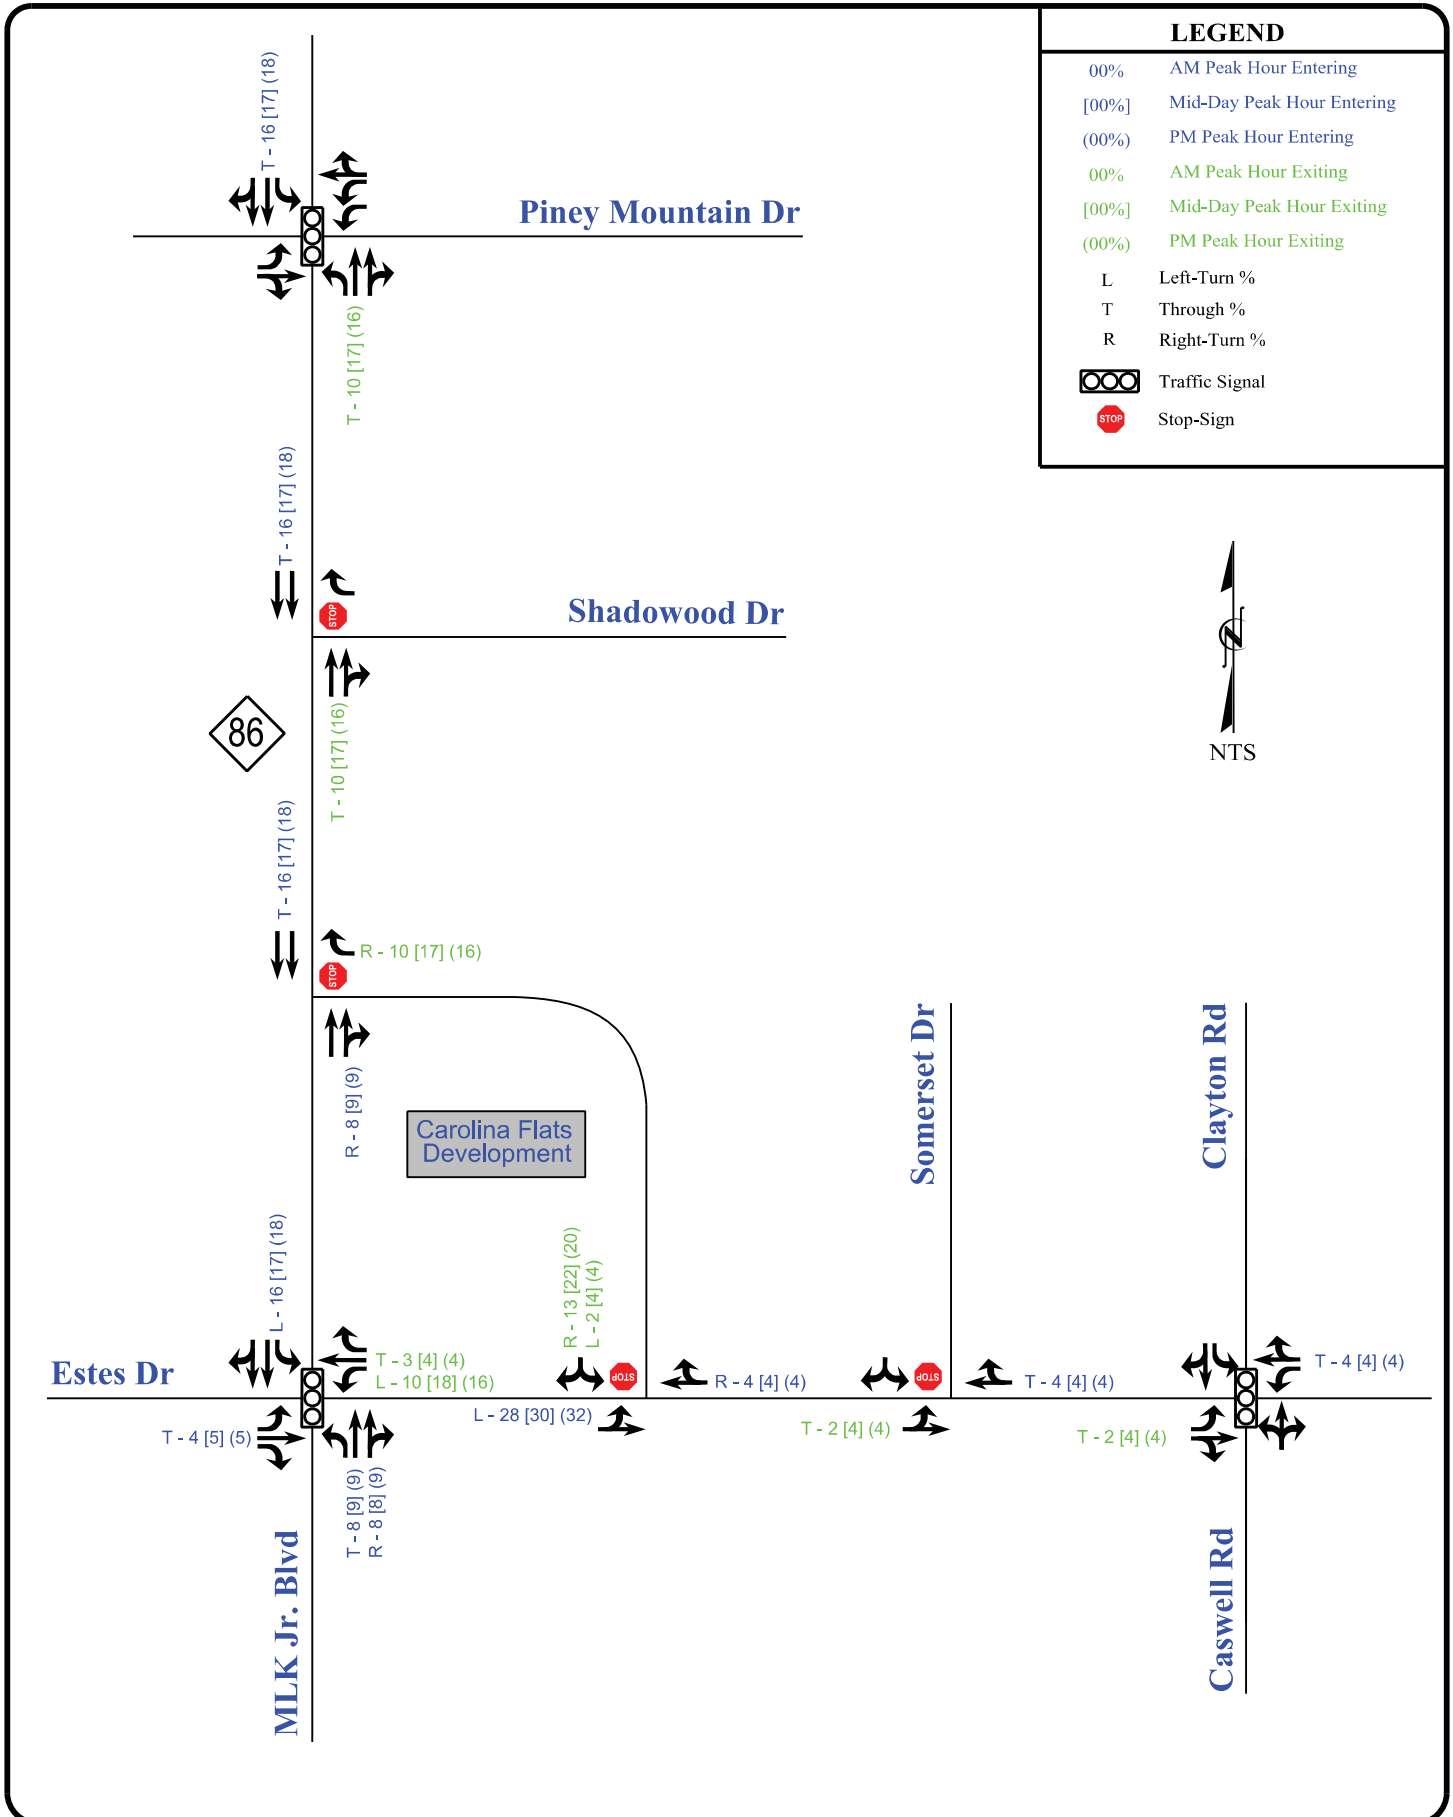 LEGEND
00% AM Peak Hour Entering
[00%] Mid-Day Peak Hour Entering
(00%) PM Peak Hour Entering
00% AM Peak Hour Exiting
[00%] Mid-Day Peak Hour Exiting
(00%) PM Peak Hour Exiting
L Left-Turn %
T Through %
R Right-Turn %
Traffic Signal
STOP Stop-Sign
T - 16 [17] (18)
Piney Mountain Dr
T - 10 [17] (16)
T - 16 [17] (18)
STOP
Shadowood Dr
86
T - 10 [17] (16)
NTS
T - 16 [17] (18)
R - 10 [17] (16)
STOP
R - 8 [9] (9)
Carolina Flats
Development
Somerset Dr
Clayton Rd
L - 16 [17] (18)
R - 13 [22] (20)
L - 2 [4] (4)
Estes Dr
T - 3 [4] (4)
L - 10 [18] (16)
STOP
R - 4 [4] (4)
STOP
T - 4 [4] (4)
T - 4 [4] (4)
T - 4 [5] (5)
L - 28 [30] (32)
T - 2 [4] (4)
T - 2 [4] (4)
T - 8 [9] (9)
R - 8 [8] (9)
MLK Jr. Blvd
Caswell Rd